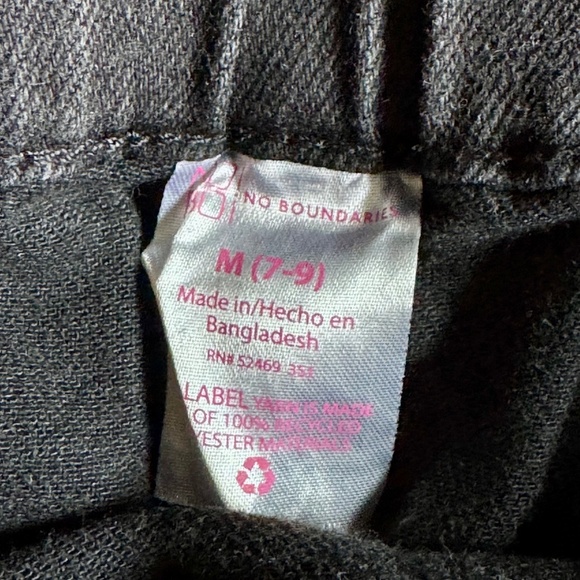 NO BOUNDARIES
M (7-9)
Made in/Hecho en
Bangladesh
RN# 52469
LABEL YARN IS MADE
OF 100% RECYCLED
YESTER MATERIALS